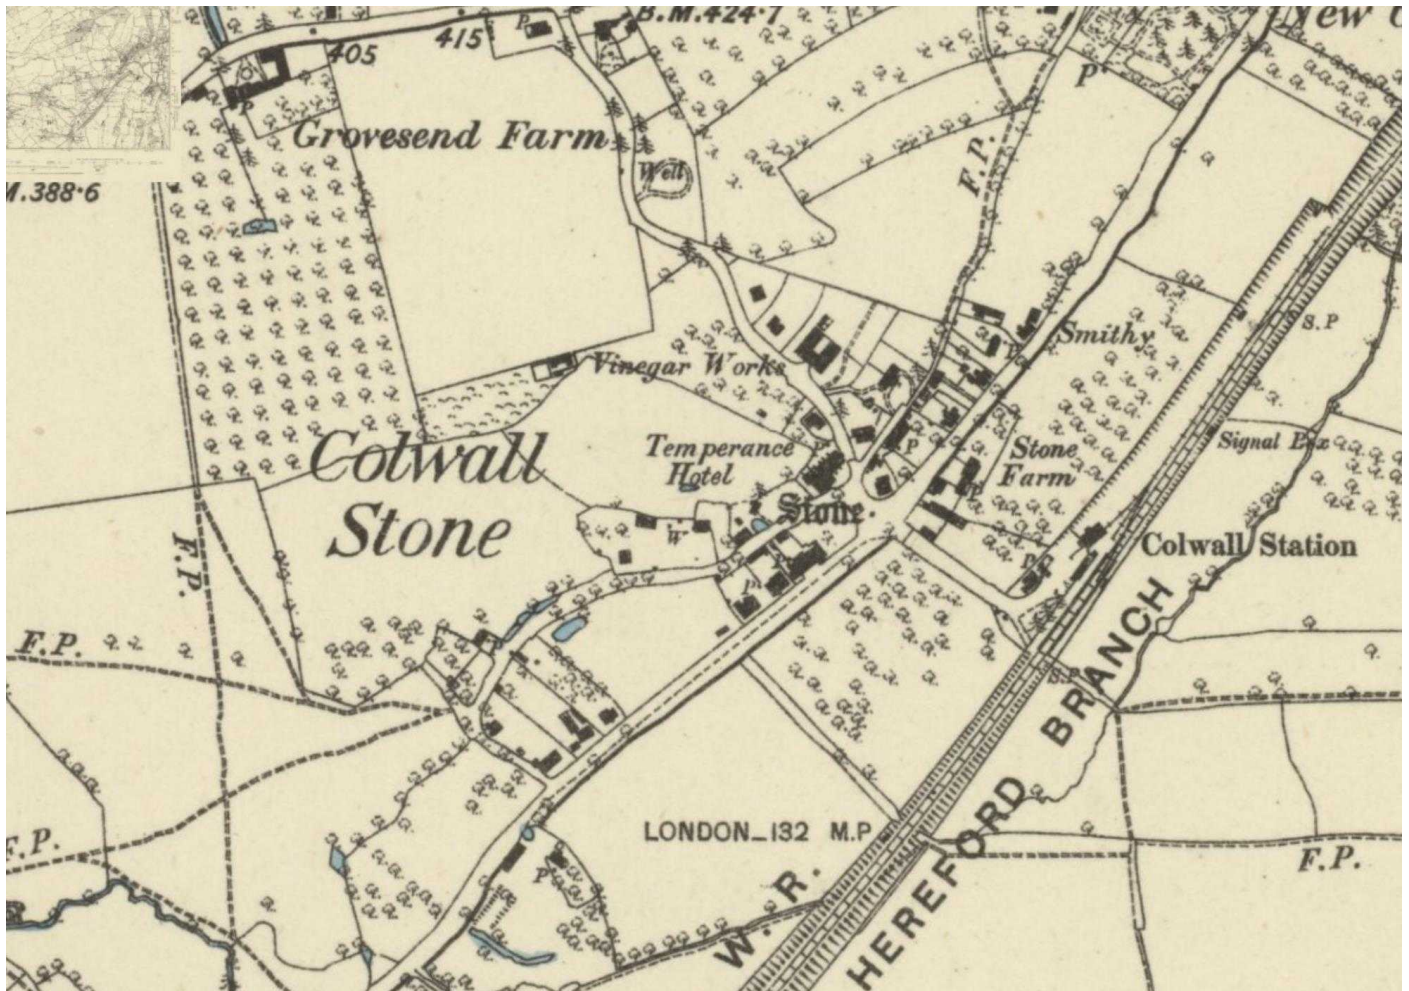 B.M.424·7
New
P
415
405
P
P
Grovesend Farm
F.P.
Well
M.388·6
Smithy
S.P
Vinegar Works
P
Temperance
Hotel
P
P
Stone
Farm
P
Signal Box
Colwall
Stone
Stone
W
Colwall Station
F.P.
P
P
P
F.P.
HEREFORD BRANCH
LONDON_132 M.P
F.P.
F.P.
P
W. R.